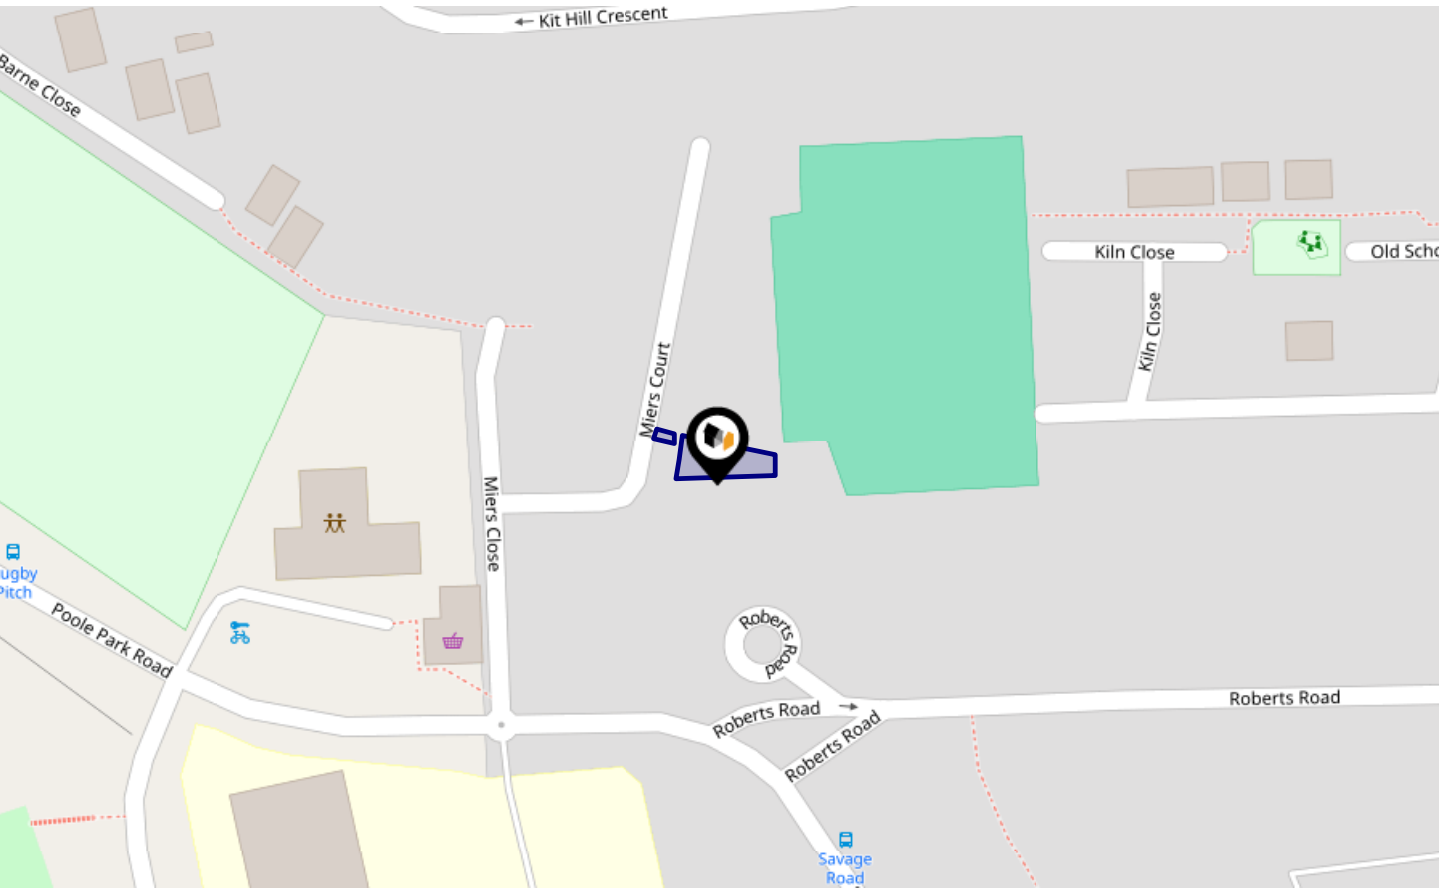 ← Kit Hill Crescent
Barne Close
Kiln Close
Old Scho
Kiln Close
Miers Court
Miers Close
ugby
Pitch
Poole Park Road
Roberts Road
Roberts Road
Roberts Road
Roberts Road
Savage
Road